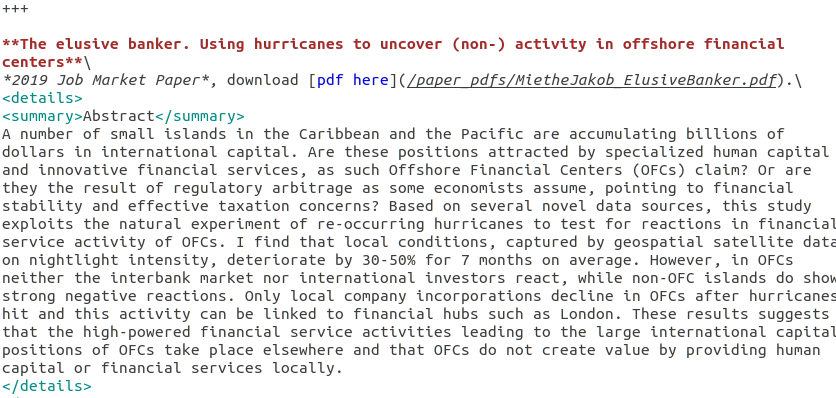 +++
**The elusive banker. Using hurricanes to uncover (non-) activity in offshore financial
centers**\
*2019 Job Market Paper*, download [pdf here](/paper_pdfs/MietheJakob_ElusiveBanker.pdf).\
<details>
<summary>Abstract</summary>
A number of small islands in the Caribbean and the Pacific are accumulating billions of
dollars in international capital. Are these positions attracted by specialized human capital
and innovative financial services, as such Offshore Financial Centers (OFCs) claim? Or are
they the result of regulatory arbitrage as some economists assume, pointing to financial
stability and effective taxation concerns? Based on several novel data sources, this study
exploits the natural experiment of re-occurring hurricanes to test for reactions in financial
service activity of OFCs. I find that local conditions, captured by geospatial satellite data
on nightlight intensity, deteriorate by 30-50% for 7 months on average. However, in OFCs
neither the interbank market nor international investors react, while non-OFC islands do show
strong negative reactions. Only local company incorporations decline in OFCs after hurricanes
hit and this activity can be linked to financial hubs such as London. These results suggests
that the high-powered financial service activities leading to the large international capital
positions of OFCs take place elsewhere and that OFCs do not create value by providing human
capital or financial services locally.
</details>